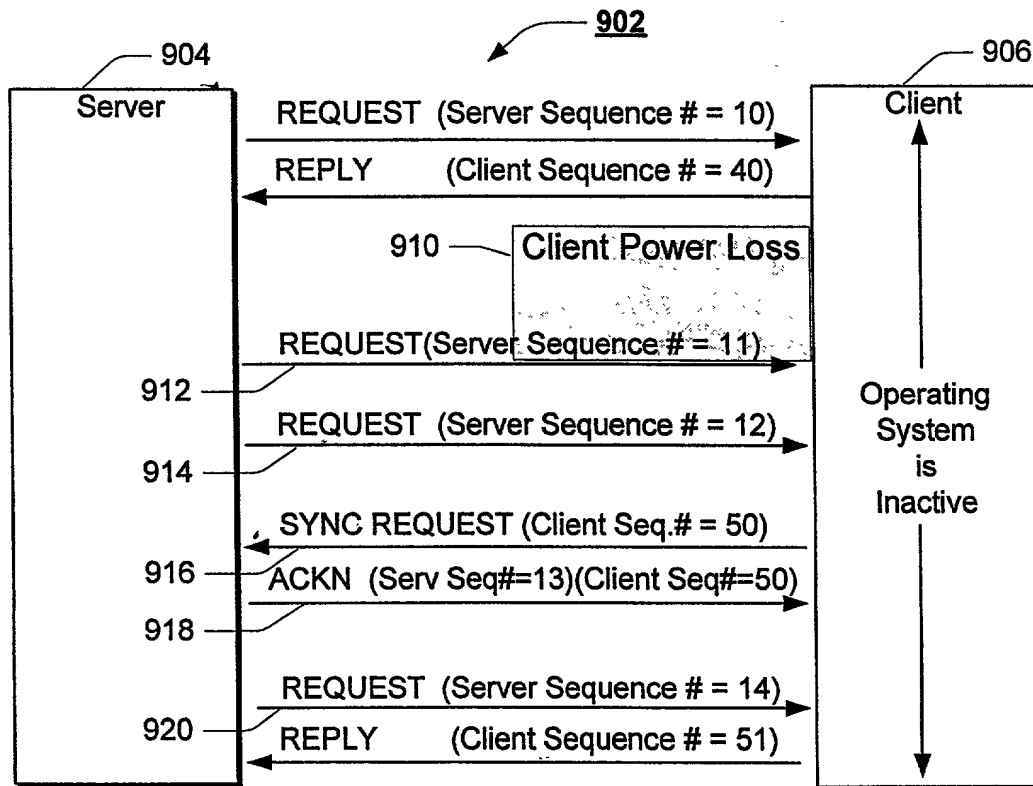 902
904
906
Server
Client
REQUEST (Server Sequence # = 10)
REPLY (Client Sequence # = 40)
910
Client Power Loss
REQUEST(Server Sequence # = 11)
912
REQUEST (Server Sequence # = 12)
914
Operating
System
is
Inactive
SYNC REQUEST (Client Seq.# = 50)
916
ACKN (Serv Seq#=13)(Client Seq#=50)
918
REQUEST (Server Sequence # = 14)
920
REPLY (Client Sequence # = 51)